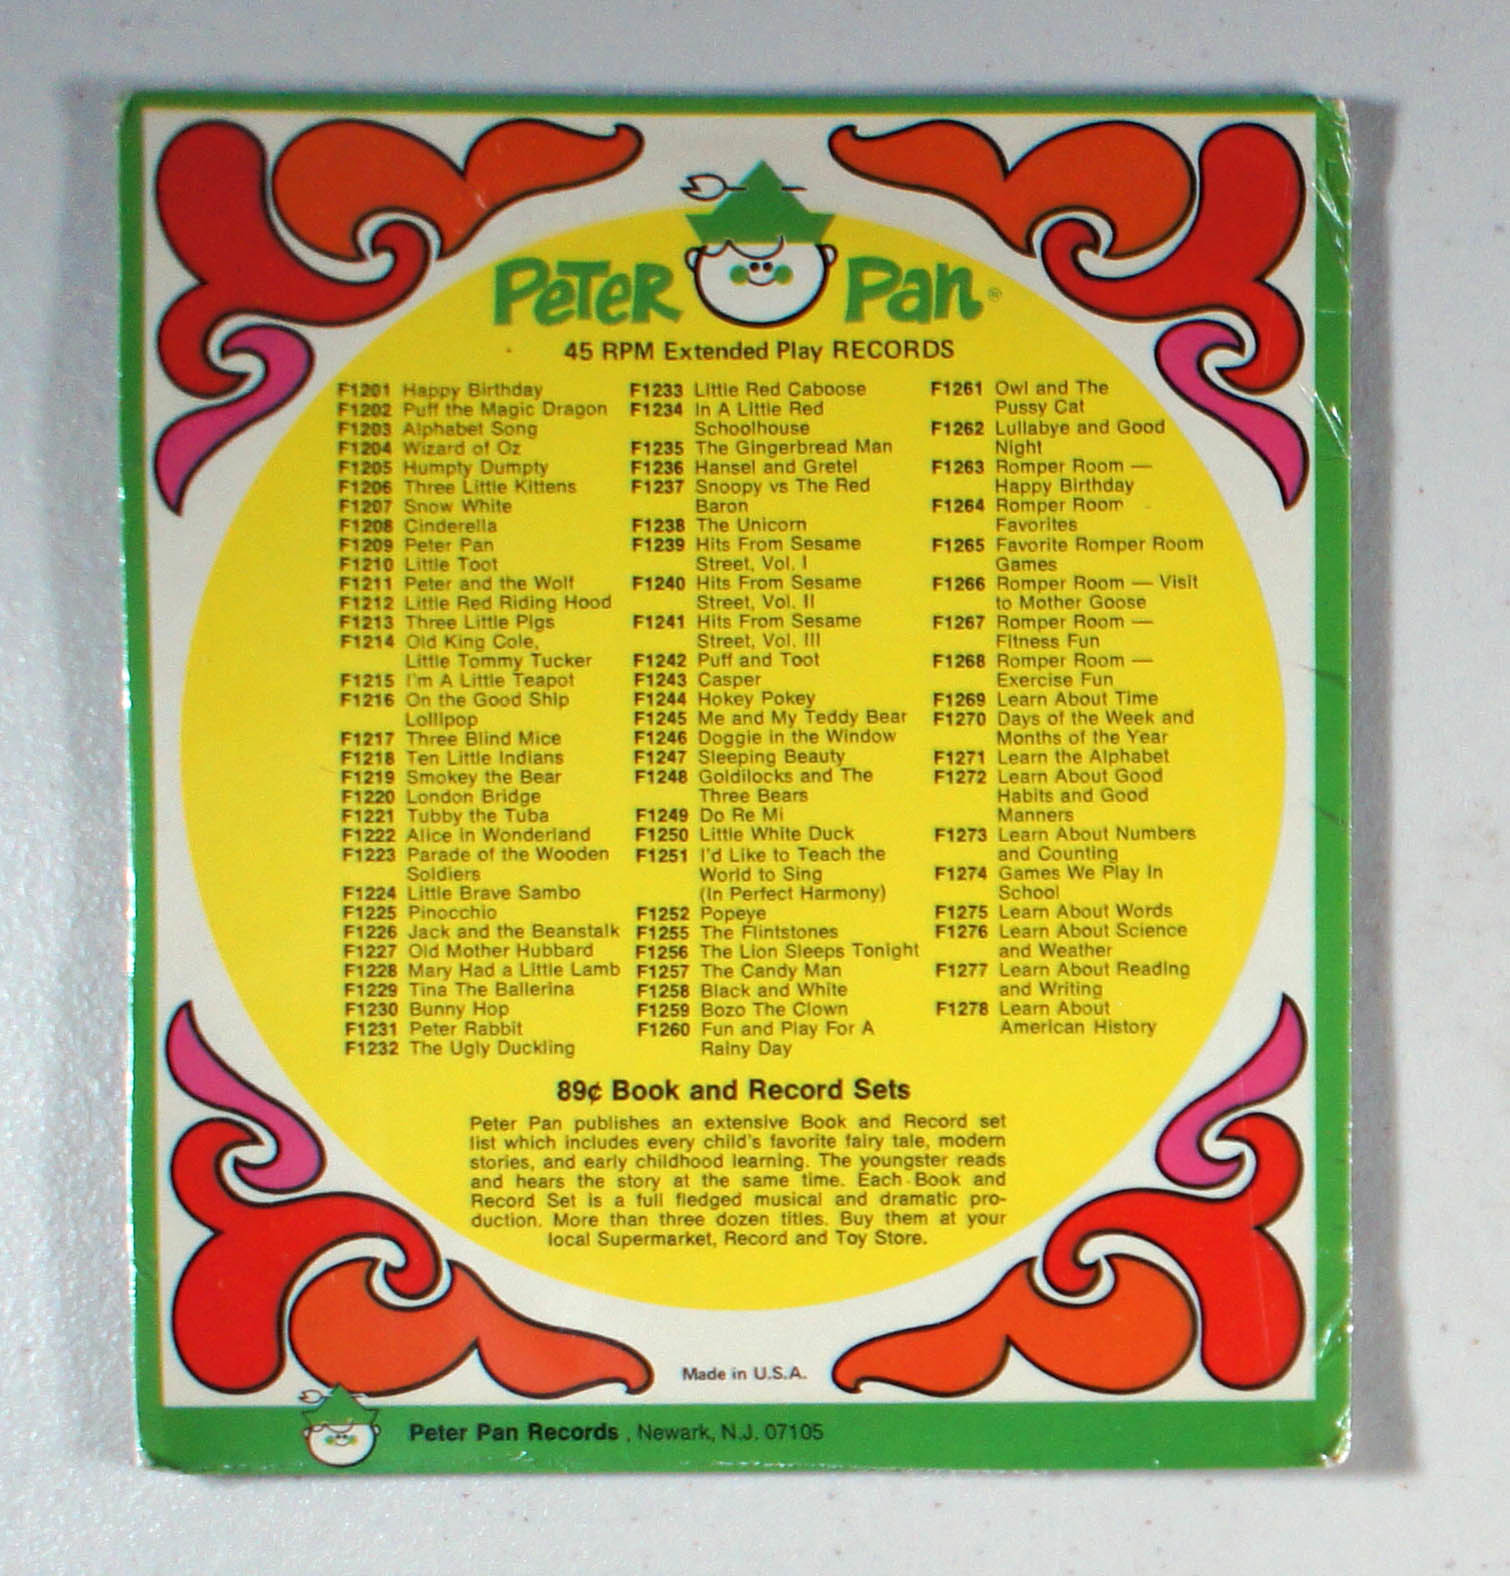 Peter Pan®
45 RPM Extended Play RECORDS
F1201 Happy Birthday
F1202 Puff the Magic Dragon
F1203 Alphabet Song
F1204 Wizard of Oz
F1205 Humpty Dumpty
F1206 Three Little Kittens
F1207 Snow White
F1208 Cinderella
F1209 Peter Pan
F1210 Little Toot
F1211 Peter and the Wolf
F1212 Little Red Riding Hood
F1213 Three Little Pigs
F1214 Old King Cole,
Little Tommy Tucker
F1215 I'm A Little Teapot
F1216 On the Good Ship
Lollipop
F1217 Three Blind Mice
F1218 Ten Little Indians
F1219 Smokey the Bear
F1220 London Bridge
F1221 Tubby the Tuba
F1222 Alice in Wonderland
F1223 Parade of the Wooden
Soldiers
F1224 Little Brave Sambo
F1225 Pinocchio
F1226 Jack and the Beanstalk
F1227 Old Mother Hubbard
F1228 Mary Had a Little Lamb
F1229 Tina The Ballerina
F1230 Bunny Hop
F1231 Peter Rabbit
F1232 The Ugly Duckling
F1233 Little Red Caboose
F1234 In A Little Red
Schoolhouse
F1235 The Gingerbread Man
F1236 Hansel and Gretel
F1237 Snoopy vs The Red
Baron
F1238 The Unicorn
F1239 Hits From Sesame
Street, Vol. I
F1240 Hits From Sesame
Street, Vol. II
F1241 Hits From Sesame
Street, Vol. III
F1242 Puff and Toot
F1243 Casper
F1244 Hokey Pokey
F1245 Me and My Teddy Bear
F1246 Doggie in the Window
F1247 Sleeping Beauty
F1248 Goldilocks and The
Three Bears
F1249 Do Re Mi
F1250 Little White Duck
F1251 I'd Like to Teach the
World to Sing
(In Perfect Harmony)
F1252 Popeye
F1255 The Flintstones
F1256 The Lion Sleeps Tonight
F1257 The Candy Man
F1258 Black and White
F1259 Bozo The Clown
F1260 Fun and Play For A
Rainy Day
F1261 Owl and The
Pussy Cat
F1262 Lullabye and Good
Night
F1263 Romper Room —
Happy Birthday
F1264 Romper Room
Favorites
F1265 Favorite Romper Room
Games
F1266 Romper Room — Visit
to Mother Goose
F1267 Romper Room —
Fitness Fun
F1268 Romper Room —
Exercise Fun
F1269 Learn About Time
F1270 Days of the Week and
Months of the Year
F1271 Learn the Alphabet
F1272 Learn About Good
Habits and Good
Manners
F1273 Learn About Numbers
and Counting
F1274 Games We Play In
School
F1275 Learn About Words
F1276 Learn About Science
and Weather
F1277 Learn About Reading
and Writing
F1278 Learn About
American History
89¢ Book and Record Sets
Peter Pan publishes an extensive Book and Record set
list which includes every child's favorite fairy tale, modern
stories, and early childhood learning. The youngster reads
and hears the story at the same time. Each Book and
Record Set is a full fledged musical and dramatic pro-
duction. More than three dozen titles. Buy them at your
local Supermarket, Record and Toy Store.
Made in U.S.A.
Peter Pan Records , Newark, N.J. 07105